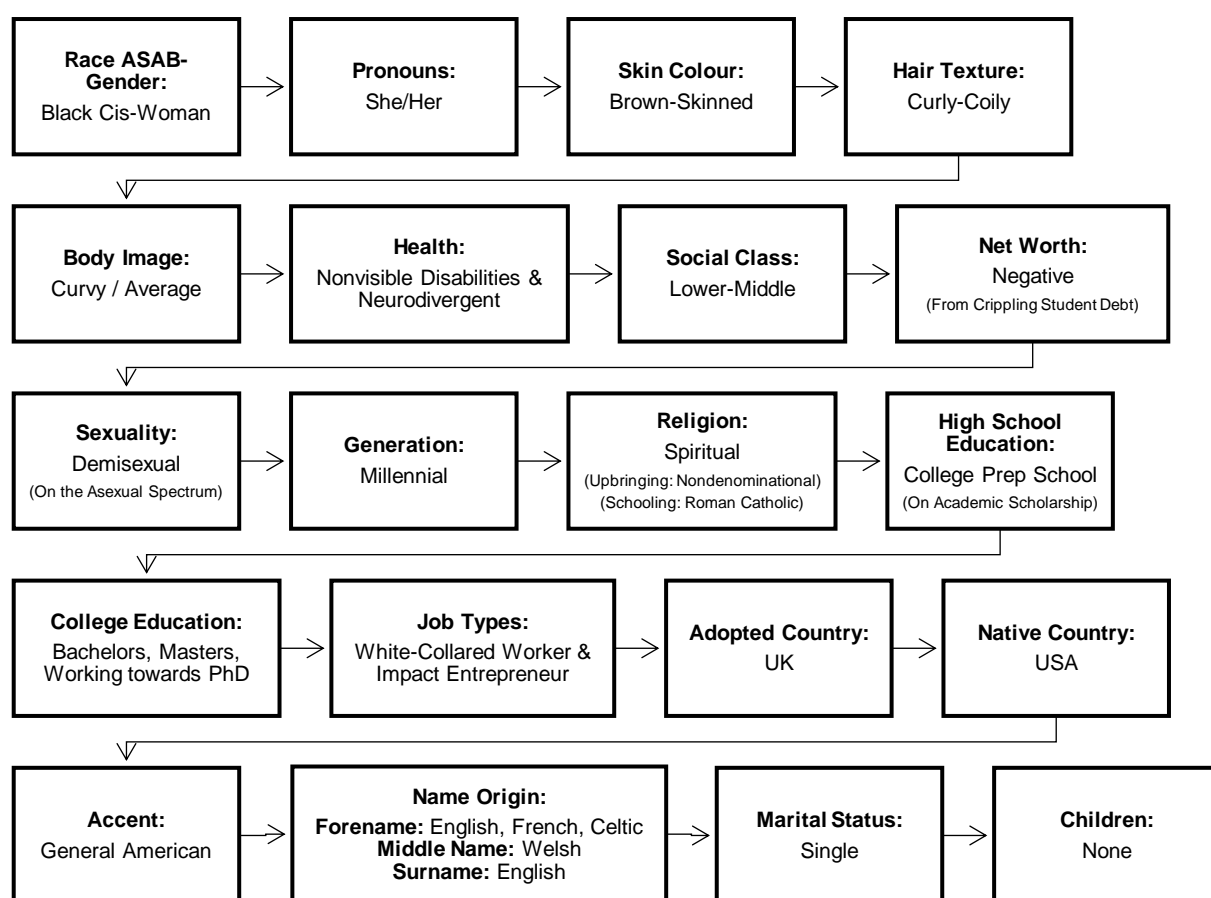 Race ASAB-
Gender:
Black Cis-Woman
Pronouns:
She/Her
Skin Colour:
Brown-Skinned
Hair Texture:
Curly-Coily
Body Image:
Curvy / Average
Health:
Nonvisible Disabilities &
Neurodivergent
Social Class:
Lower-Middle
Net Worth:
Negative
(From Crippling Student Debt)
Sexuality:
Demisexual
(On the Asexual Spectrum)
Generation:
Millennial
Religion:
Spiritual
(Upbringing: Nondenominational)
(Schooling: Roman Catholic)
High School
Education:
College Prep School
(On Academic Scholarship)
College Education:
Bachelors, Masters,
Working towards PhD
Job Types:
White-Collared Worker &
Impact Entrepreneur
Adopted Country:
UK
Native Country:
USA
Accent:
General American
Name Origin:
Forename: English, French, Celtic
Middle Name: Welsh
Surname: English
Marital Status:
Single
Children:
None